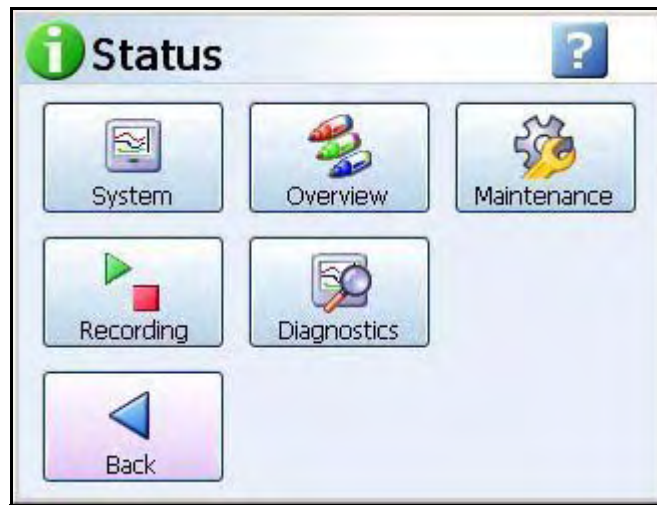 Status
System
Overview
Maintenance
Recording
Diagnostics
Back